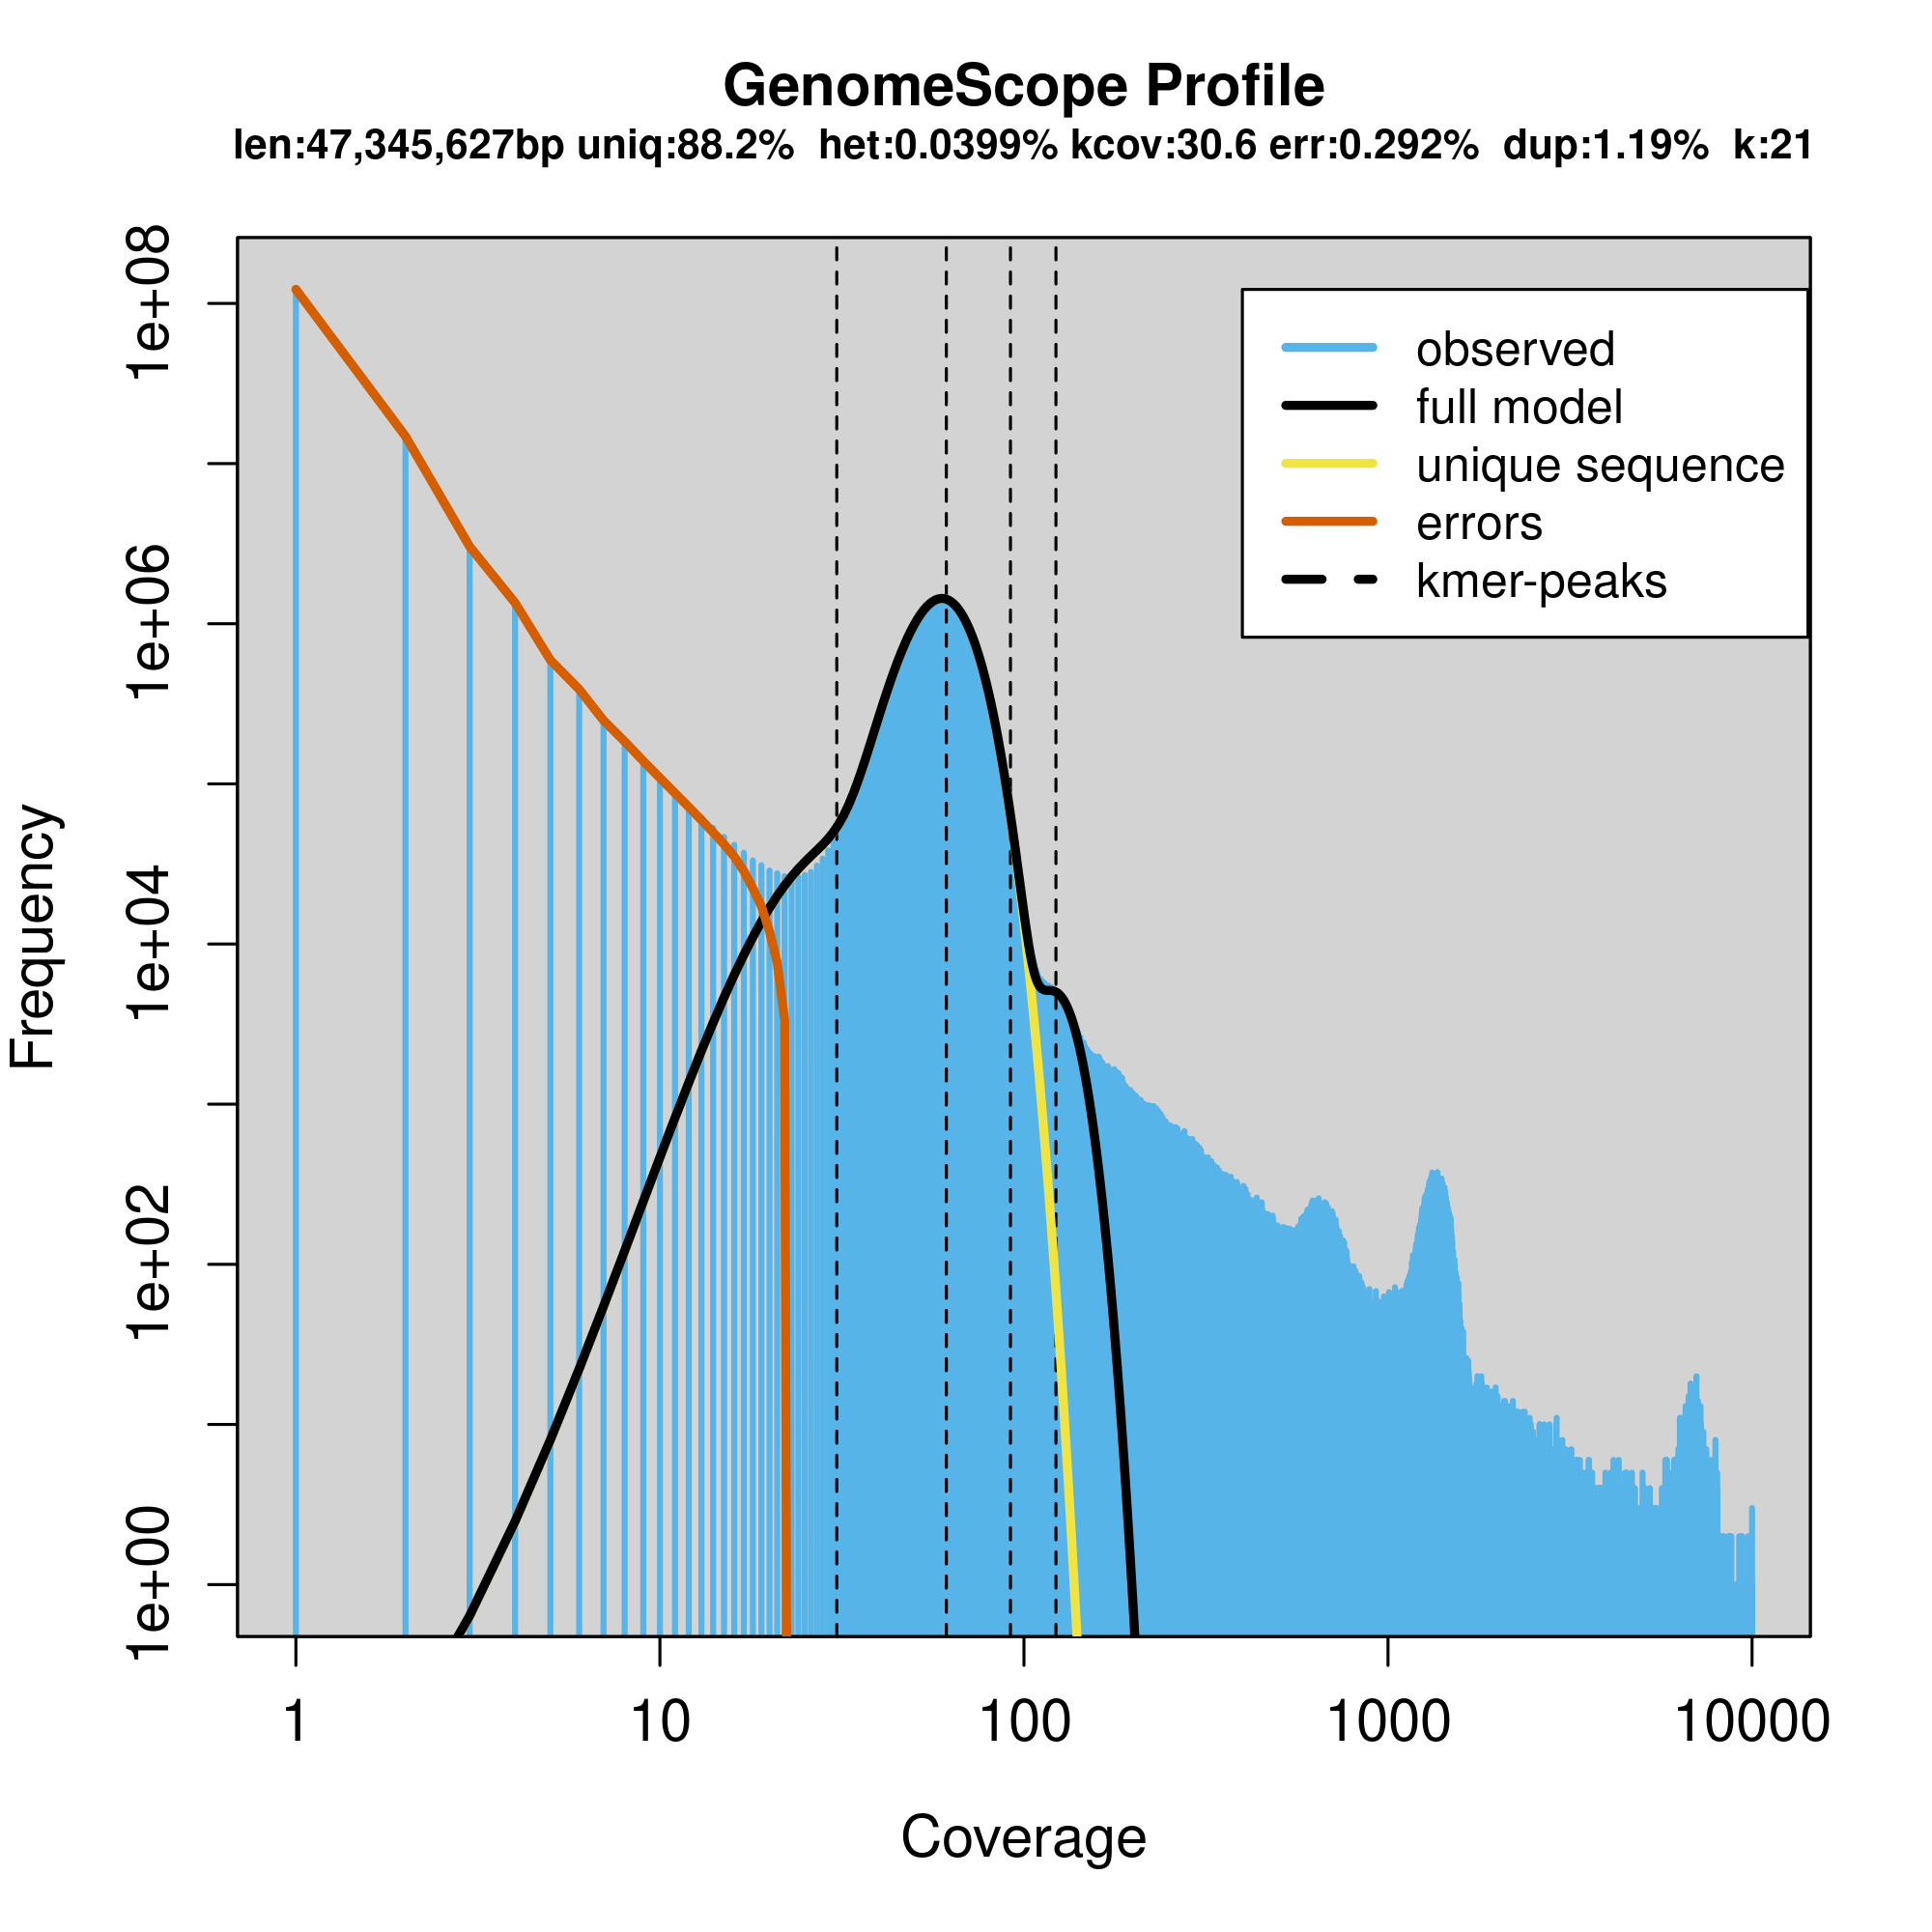 GenomeScope Profile
len:47,345,627bp uniq:88.2% het:0.0399% kcov:30.6 err:0.292% dup:1.19% k:21
1e+08
1e+06
1e+04
1e+02
1e+00
Frequency
observed
full model
unique sequence
errors
kmer-peaks
1
10
100
1000
10000
Coverage